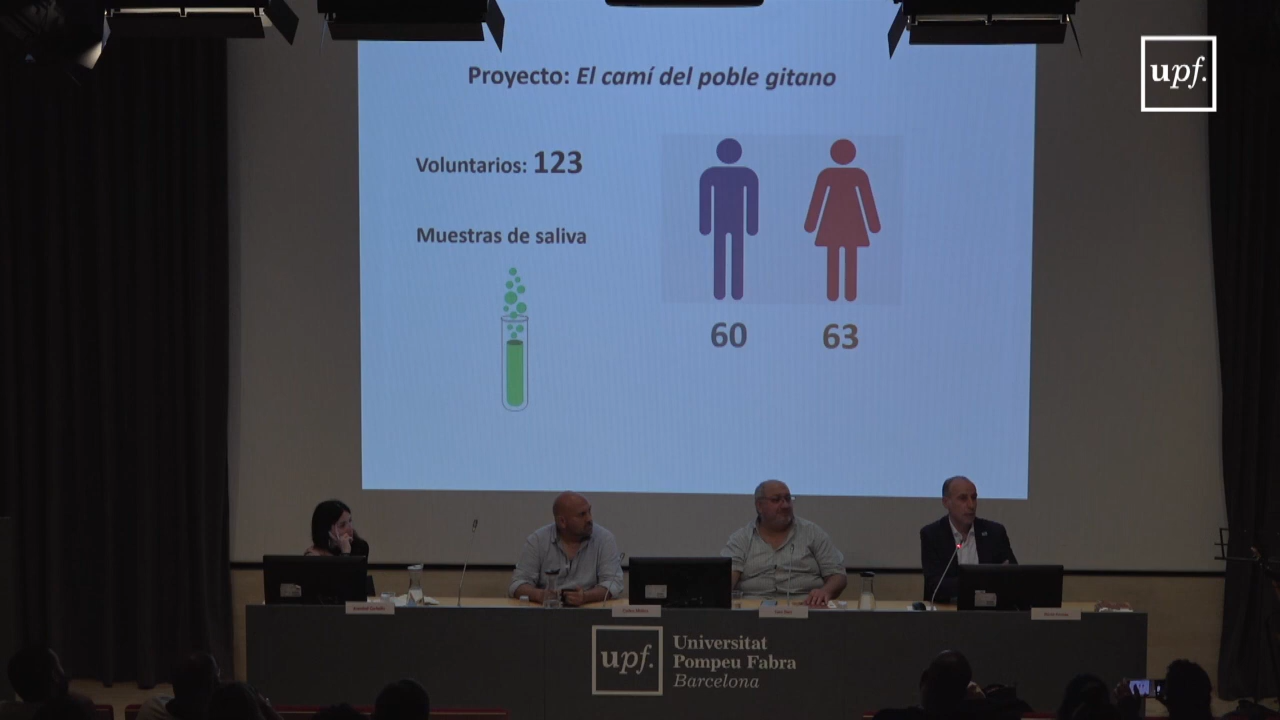 Proyecto: El camí del poble gitano
upf.
Voluntarios: 123
Muestras de saliva
60
63
upf.
Universitat
Pompeu Fabra
Barcelona